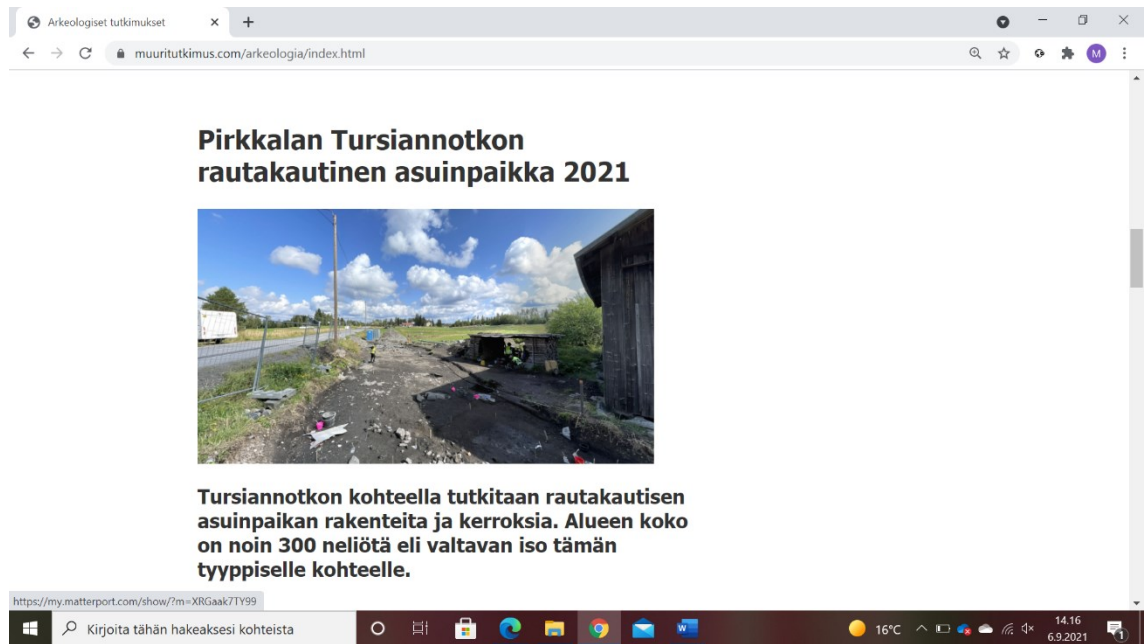 Arkeologiset tutkimukset
muuritutkimus.com/arkeologia/index.html
M
Pirkkalan Tursiannotkon
rautakautinen asuinpaikka 2021
Tursiannotkon kohteella tutkitaan rautakautisen
asuinpaikan rakenteita ja kerroksia. Alueen koko
on noin 300 neliötä eli valtavan iso tämän
tyyppiselle kohteelle.
https://my.matterport.com/show/?m=XRGaak7TY99
Kirjoita tähän hakeaksesi kohteista
16°C
14.16
6.9.2021